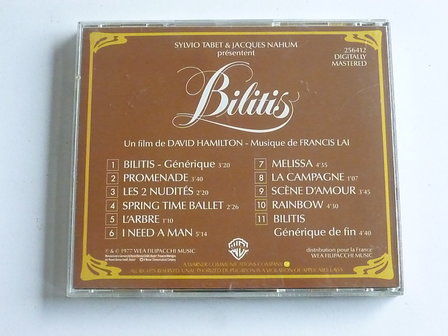 SYLVIO TABET & JACQUES NAHUM
présentent
256412
DIGITALLY
MASTERED
Bilitis
Un film de DAVID HAMILTON - Musique de FRANCIS LAI
1 BILITIS - Générique 3'20
2 PROMENADE 3'40
3 LES 2 NUDITÉS 2'20
4 SPRING TIME BALLET 2'26
5 L'ARBRE 1'10
6 I NEED A MAN 5'14
7 MELISSA 4'35
8 LA CAMPAGNE 1'07
9 SCÈNE D'AMOUR 3'45
10 RAINBOW 4'30
11 BILITIS
Générique de fin 4'40
℗ & © 1977 WEA FILIPACCHI MUSIC
distribution pour la France
WEA FILIPACCHI MUSIC
A WARNER COMMUNICATIONS COMPANY